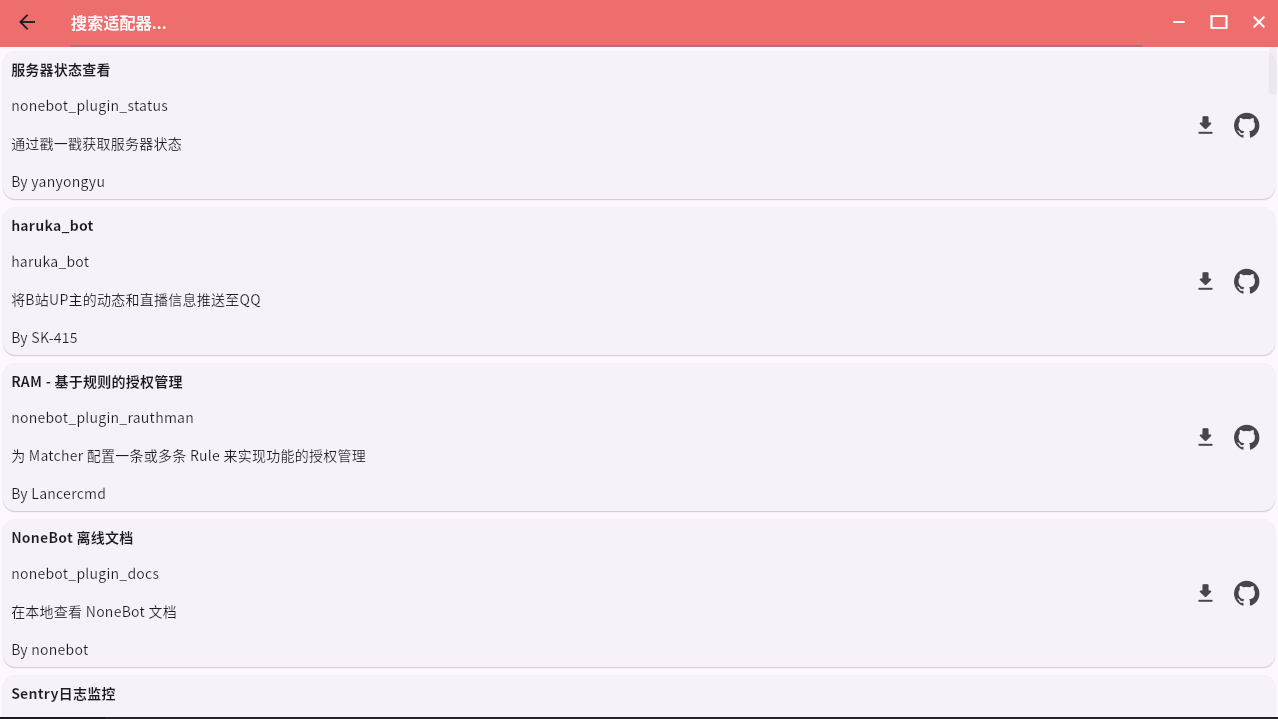 搜索适配器...
服务器状态查看
nonebot_plugin_status
通过戳一戳获取服务器状态
By yanyongyu
haruka_bot
haruka_bot
将B站UP主的动态和直播信息推送至QQ
By SK-415
RAM - 基于规则的授权管理
nonebot_plugin_rauthman
为 Matcher 配置一条或多条 Rule 来实现功能的授权管理
By Lancercmd
NoneBot 离线文档
nonebot_plugin_docs
在本地查看 NoneBot 文档
By nonebot
Sentry日志监控